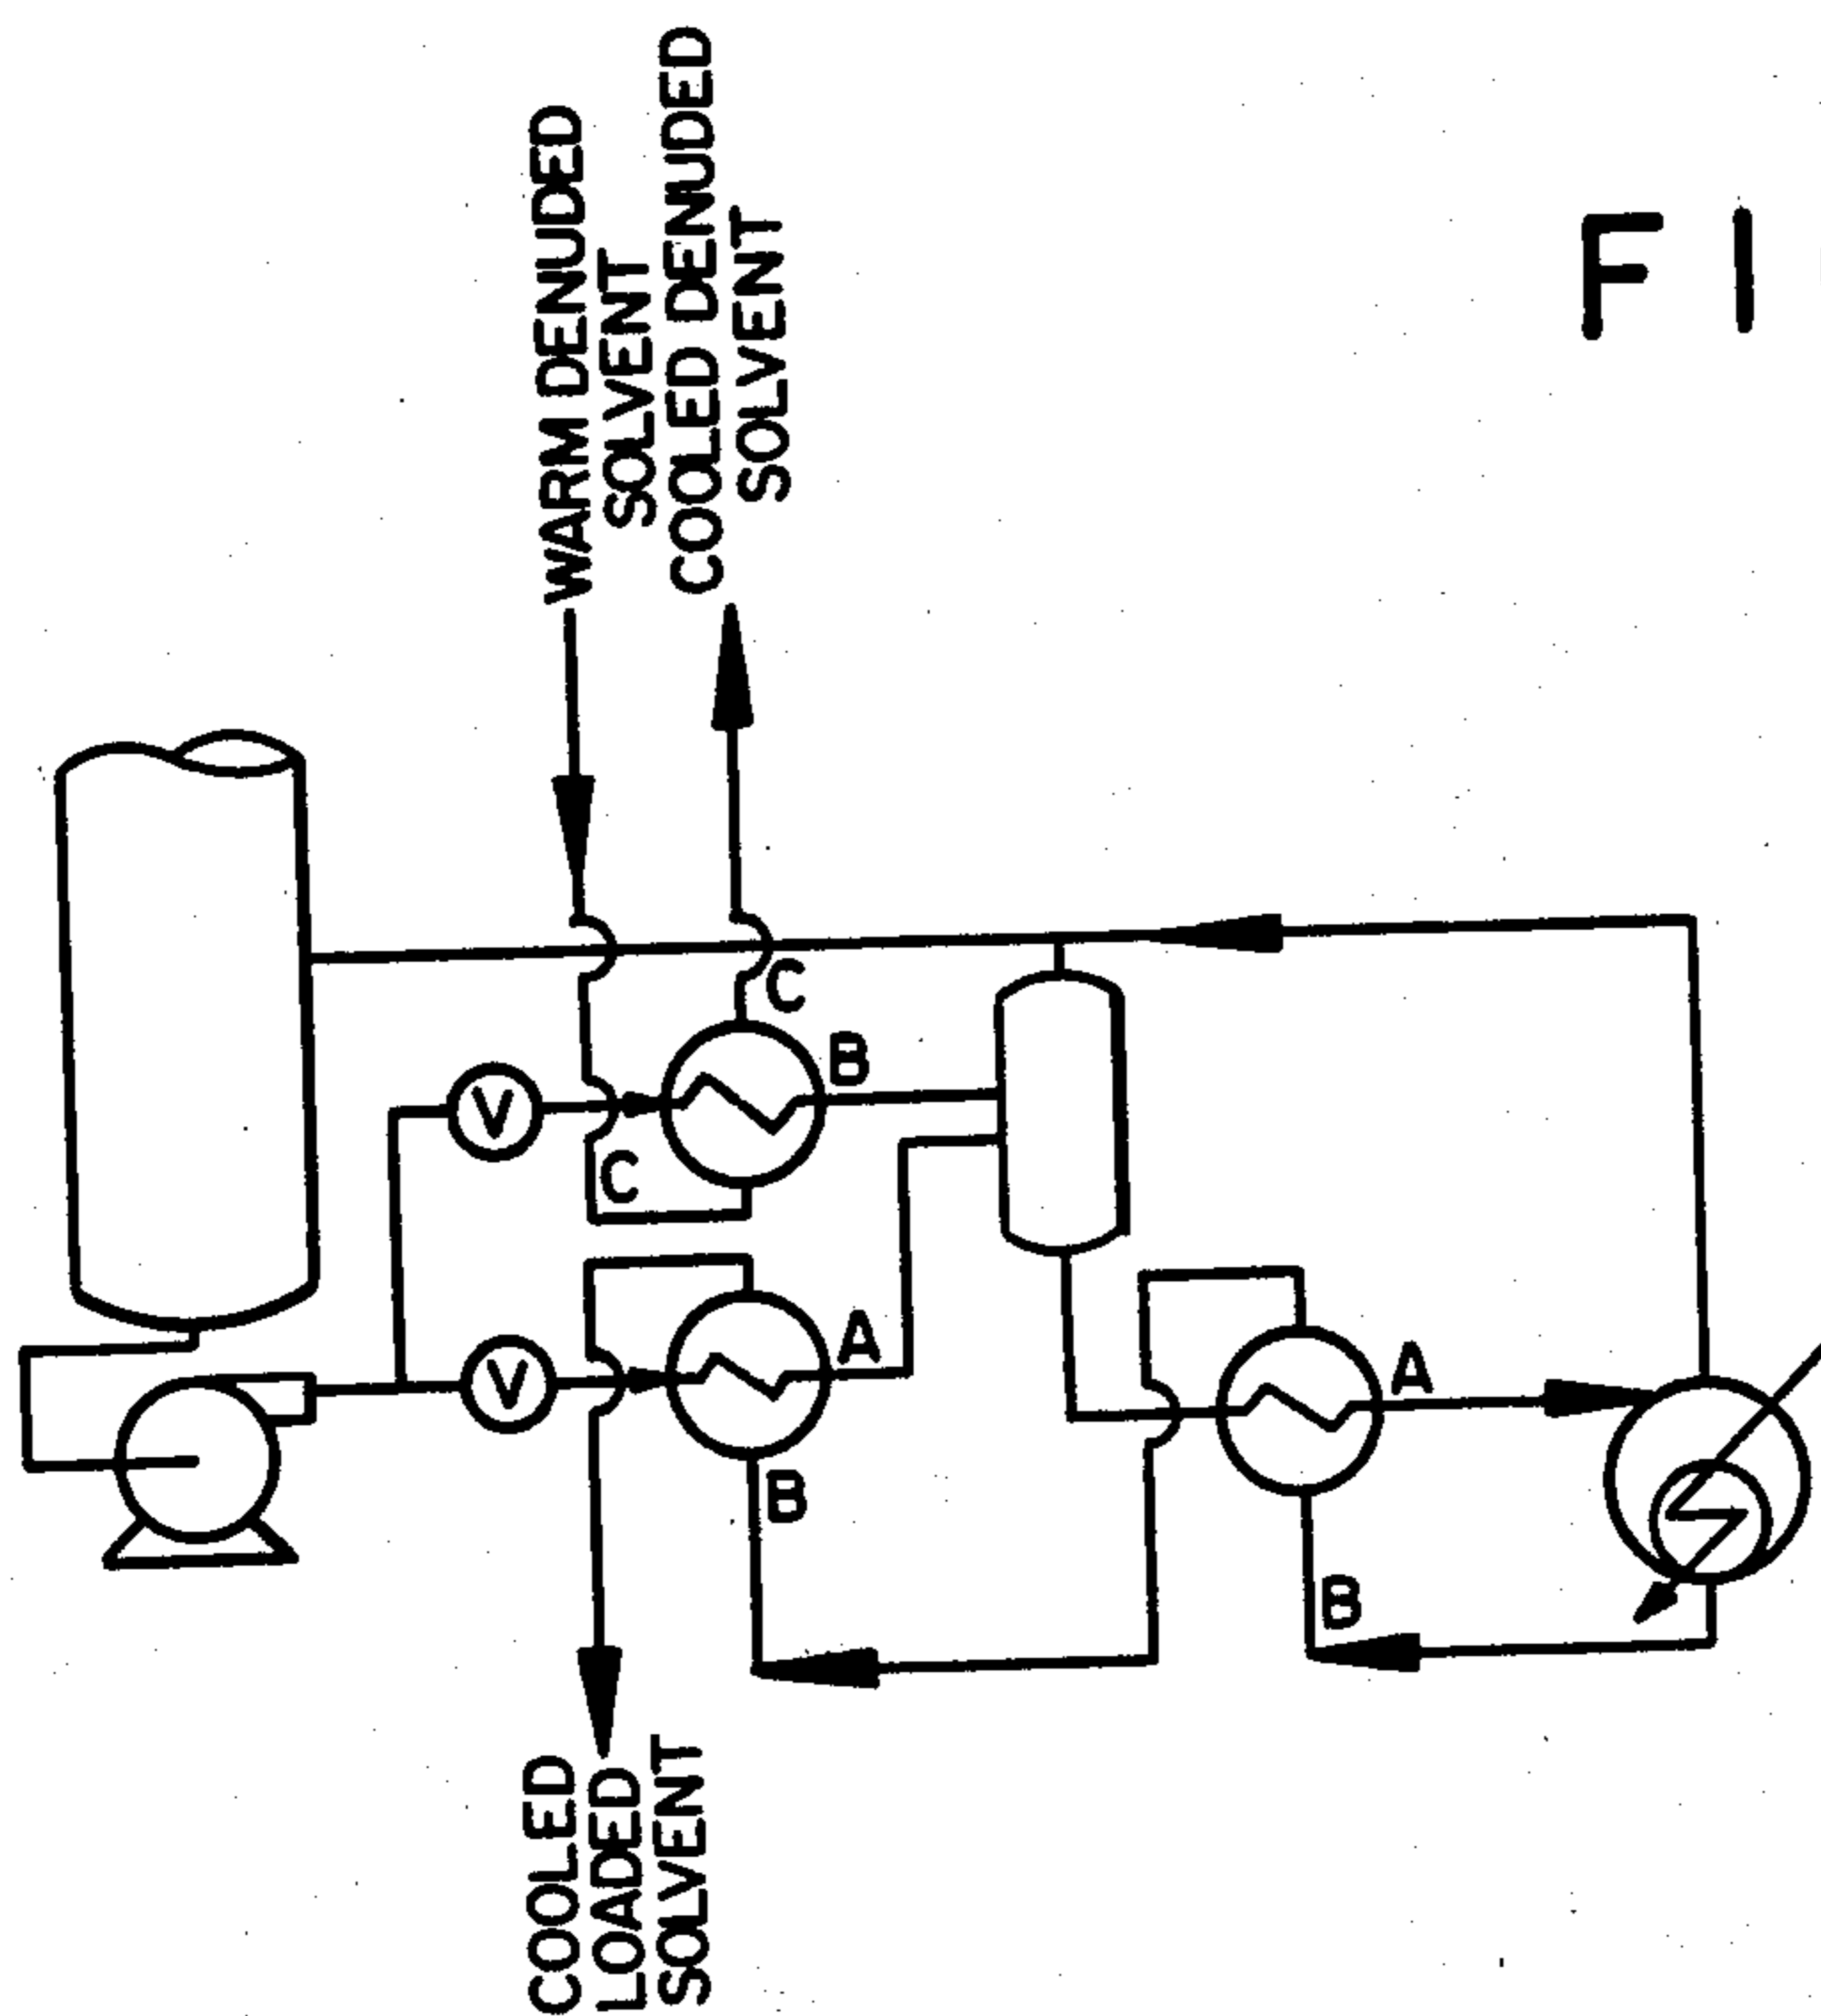 WARM DENUDED
SOLVENT
COOLED DENUDED
SOLVENT
FI
C
B
V
C
A
V
A
B
B
COOLED
LOADED
SOLVENT